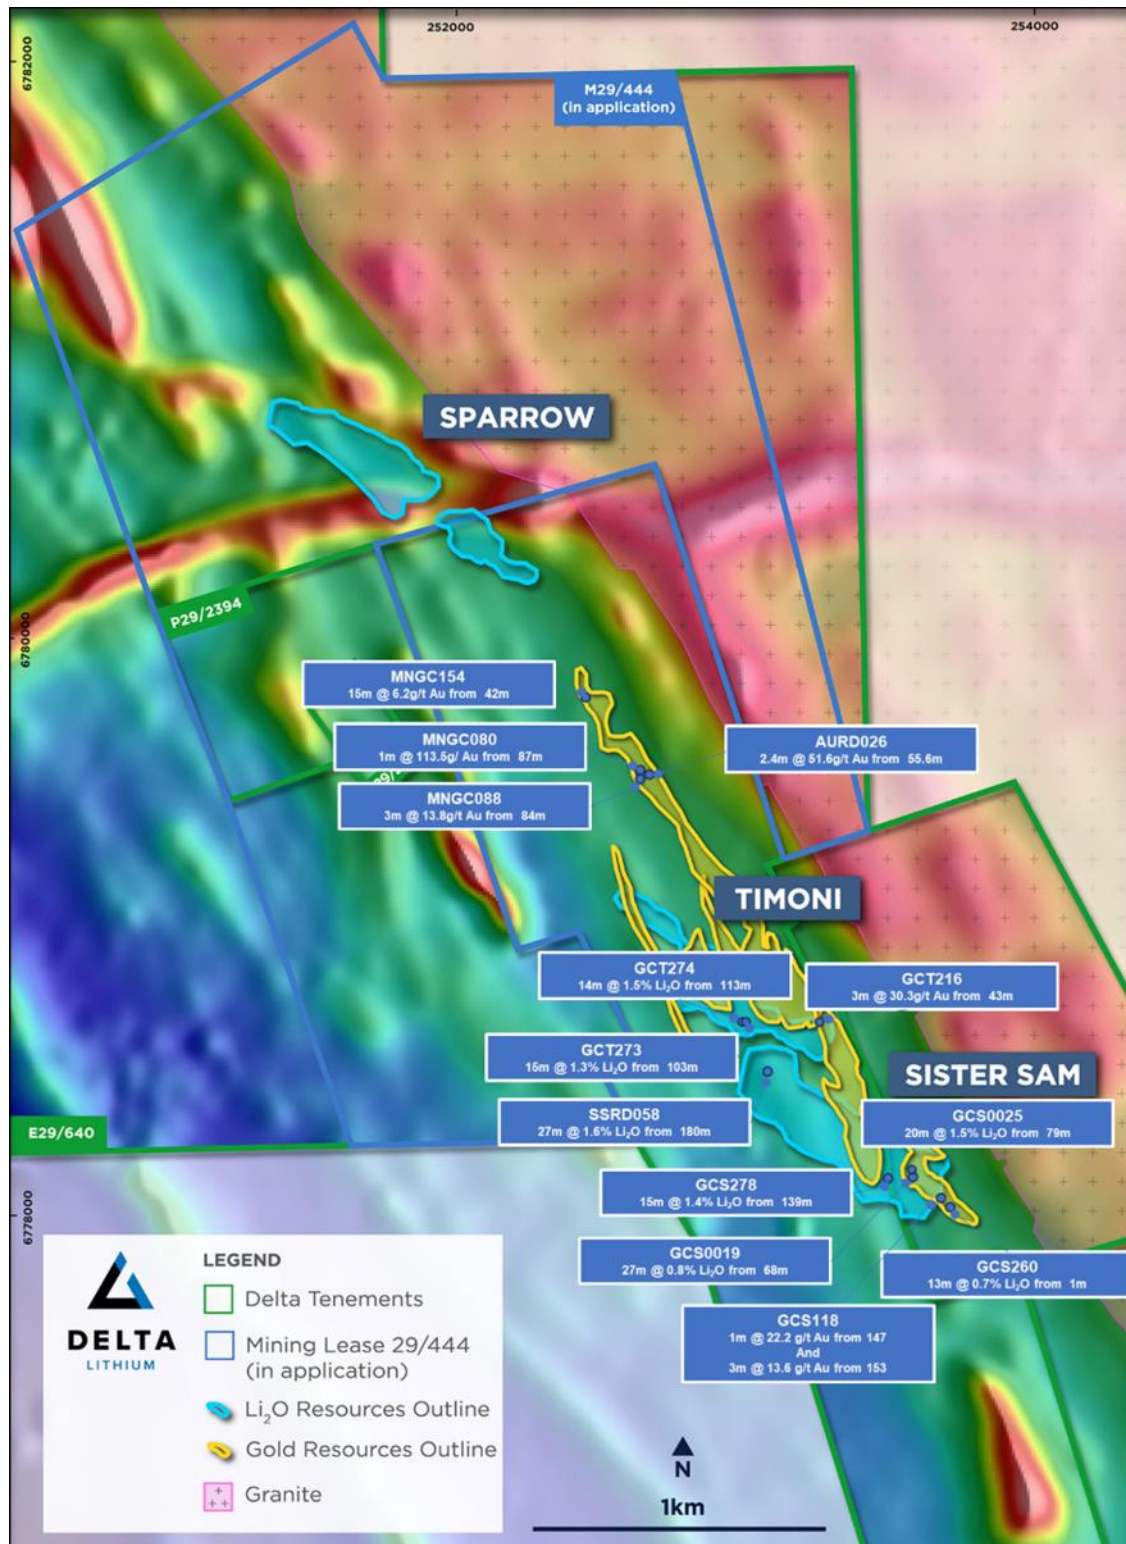 252000
254000
6782000
M29/444
(in application)
SPARROW
P29/2394
6780000
MNGC154
15m @ 6.2g/t Au from 42m
MNGC080
1m @ 113.5g/ Au from 87m
AURD026
2.4m @ 51.6g/t Au from 55.6m
MNGC088
3m @ 13.8g/t Au from 84m
TIMONI
GCT274
14m @ 1.5% Li₂O from 113m
GCT216
3m @ 30.3g/t Au from 43m
GCT273
15m @ 1.3% Li₂O from 103m
SISTER SAM
SSRD058
27m @ 1.6% Li₂O from 180m
GCS0025
20m @ 1.5% Li₂O from 79m
E29/640
GCS278
15m @ 1.4% Li₂O from 139m
6778000
GCS0019
27m @ 0.8% Li₂O from 68m
GCS260
13m @ 0.7% Li₂O from 1m
GCS118
1m @ 22.2 g/t Au from 147
And
3m @ 13.6 g/t Au from 153
DELTA
LITHIUM
LEGEND
Delta Tenements
Mining Lease 29/444
(in application)
Li₂O Resources Outline
Gold Resources Outline
Granite
N
1km